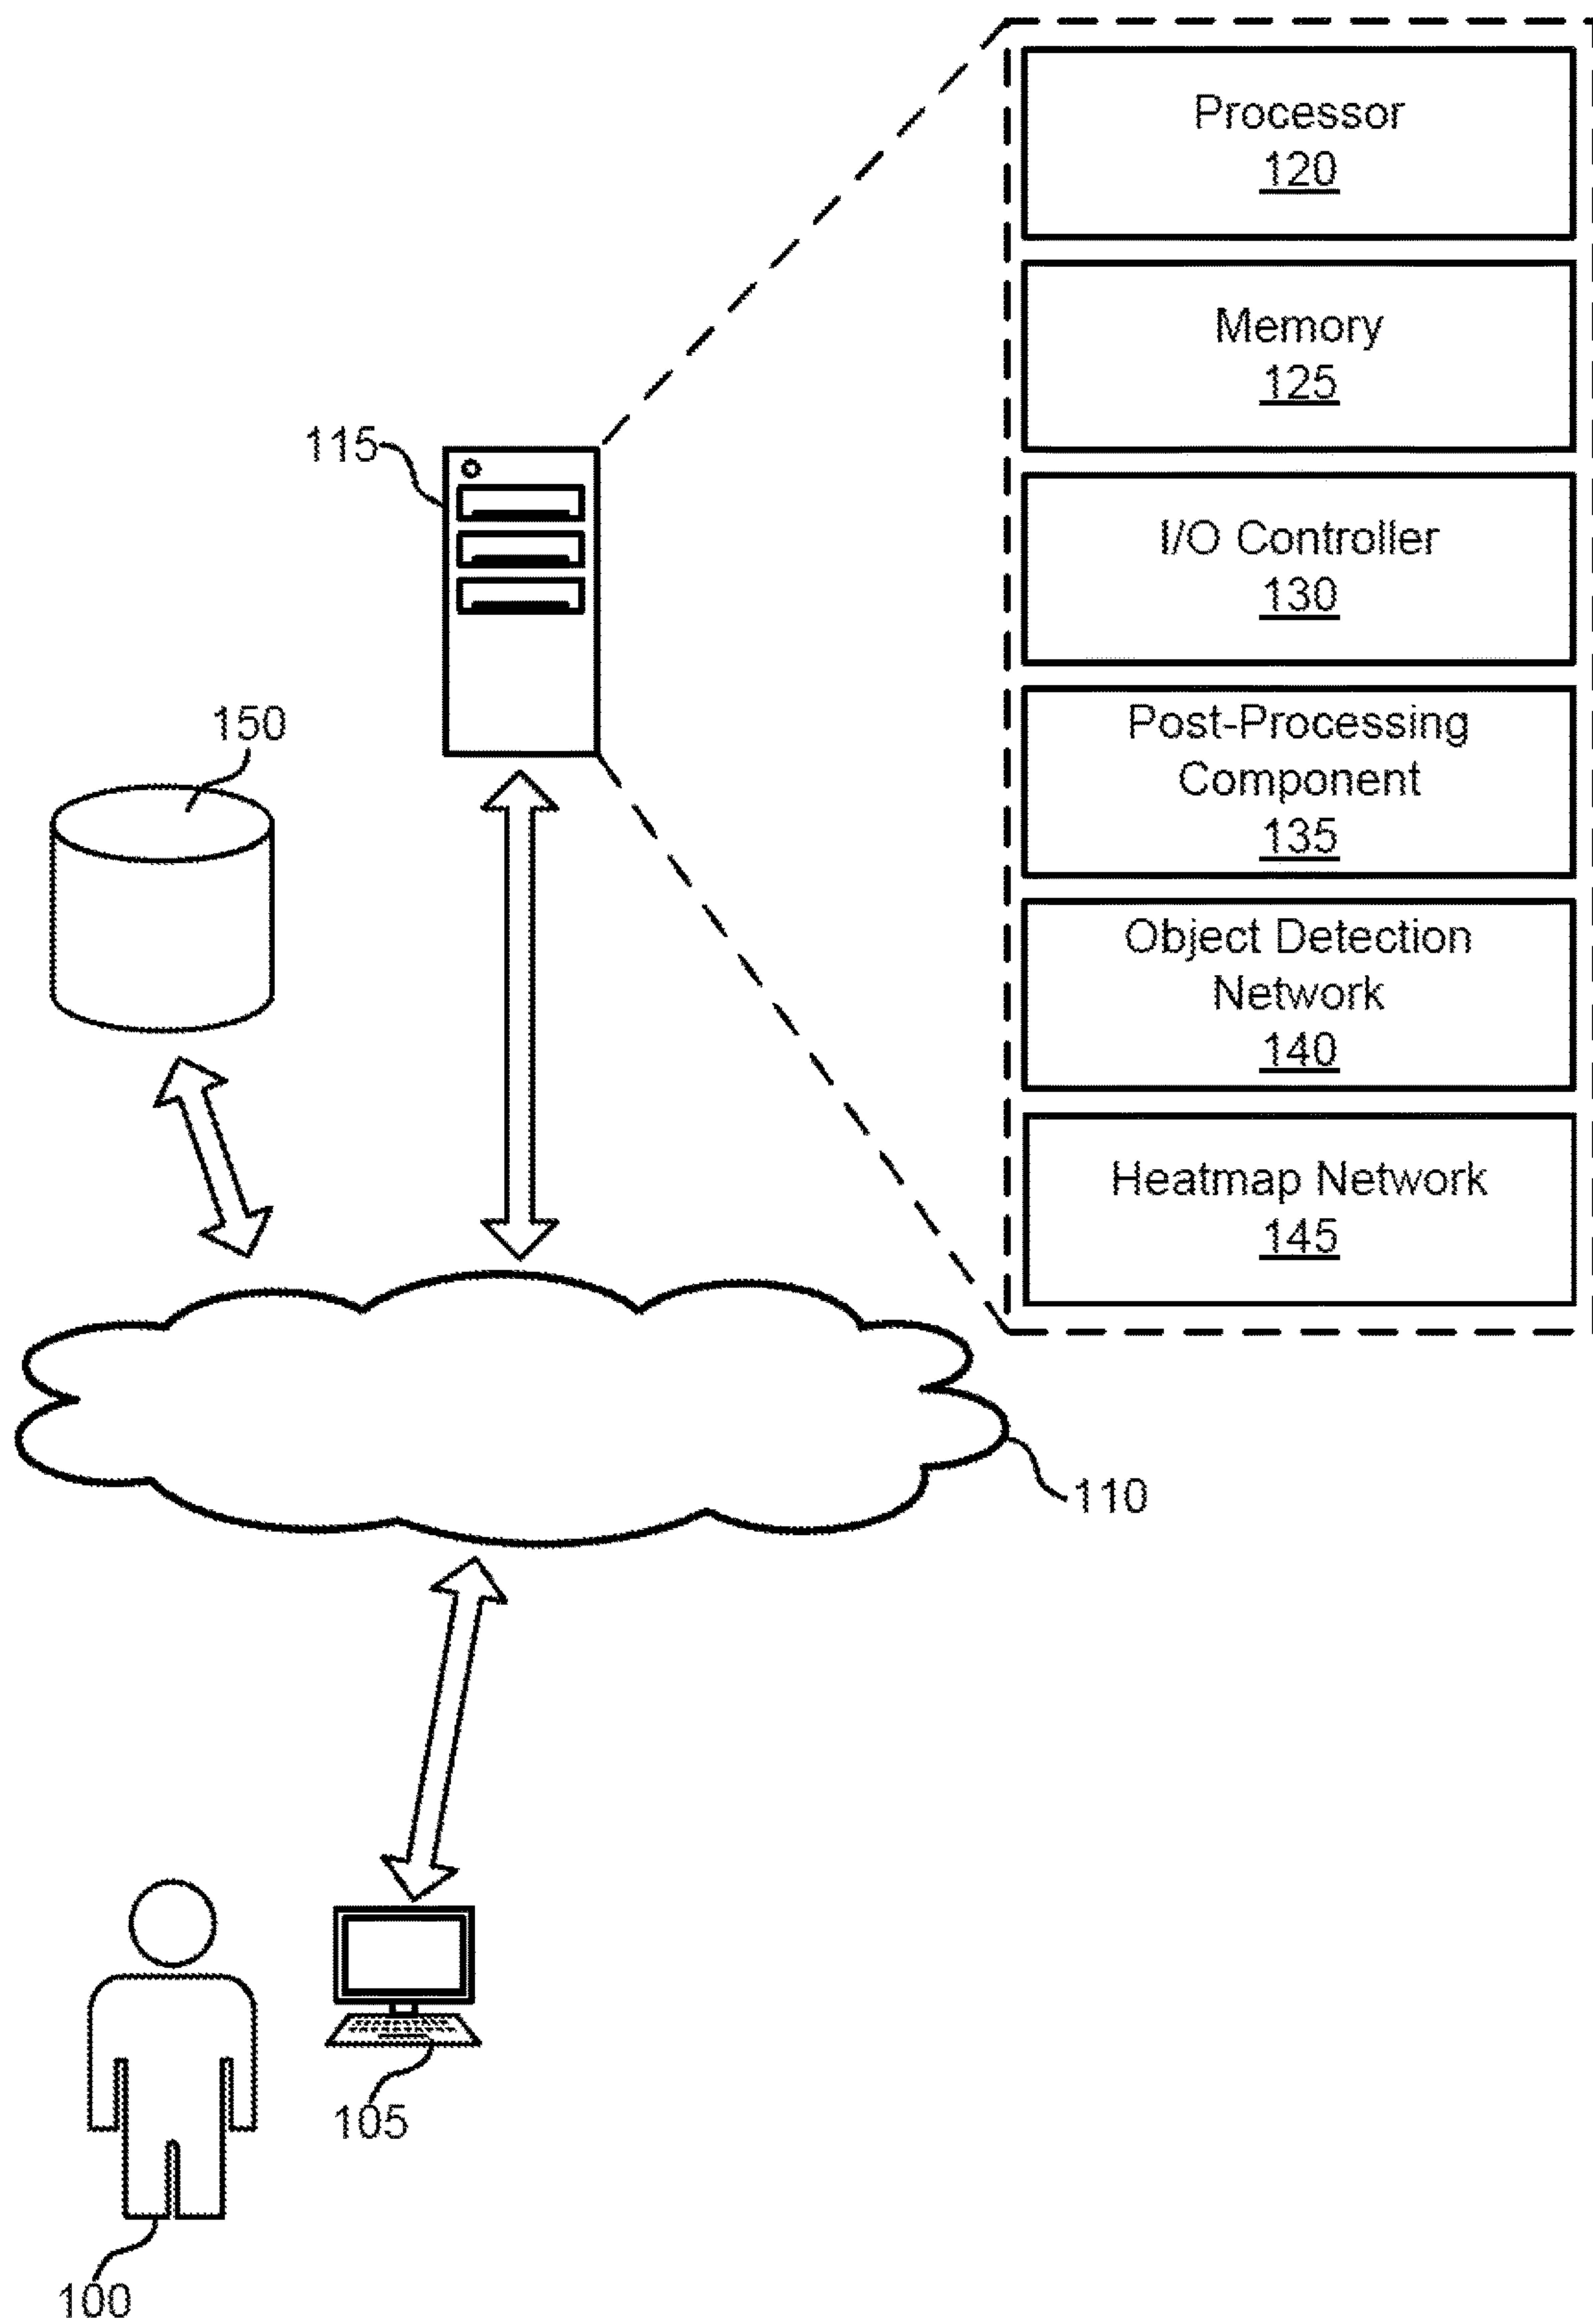 Processor
120
Memory
125
115
I/O Controller
130
150
Post-Processing
Component
135
Object Detection
Network
140
Heatmap Network
145
110
105
100